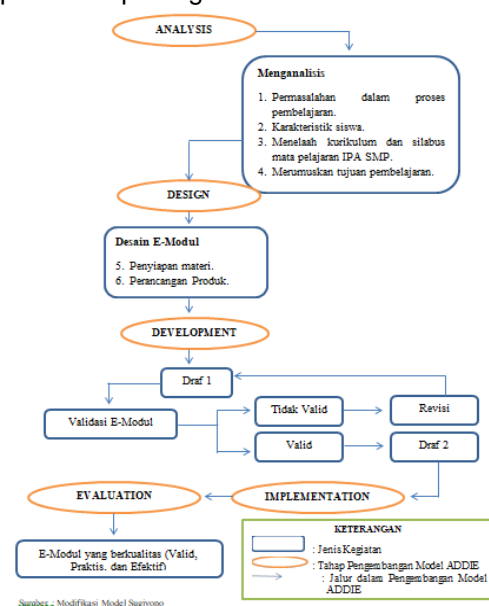 ANALYSIS
Menganalisis
1. Permasalahan dalam proses
pembelajaran.
2. Karakteristik siswa.
3. Menelaah kurikulum dan silabus
mata pelajaran IPA SMP.
4. Merumuskan tujuan pembelajaran.
DESIGN
Desain E-Modul
5. Penyiapan materi.
6. Perancangan Produk.
DEVELOPMENT
Draf 1
Tidak Valid
Revisi
Validasi E-Modul
Valid
Draf 2
EVALUATION
IMPLEMENTATION
E-Modul yang berkualitas (Valid,
Praktis, dan Efektif)
KETERANGAN
: Jenis Kegiatan
: Tahap Pengembangan Model ADDIE
: Jalur dalam Pengembangan Model
ADDIE
Sumber : Modifikasi Model Sugiyono